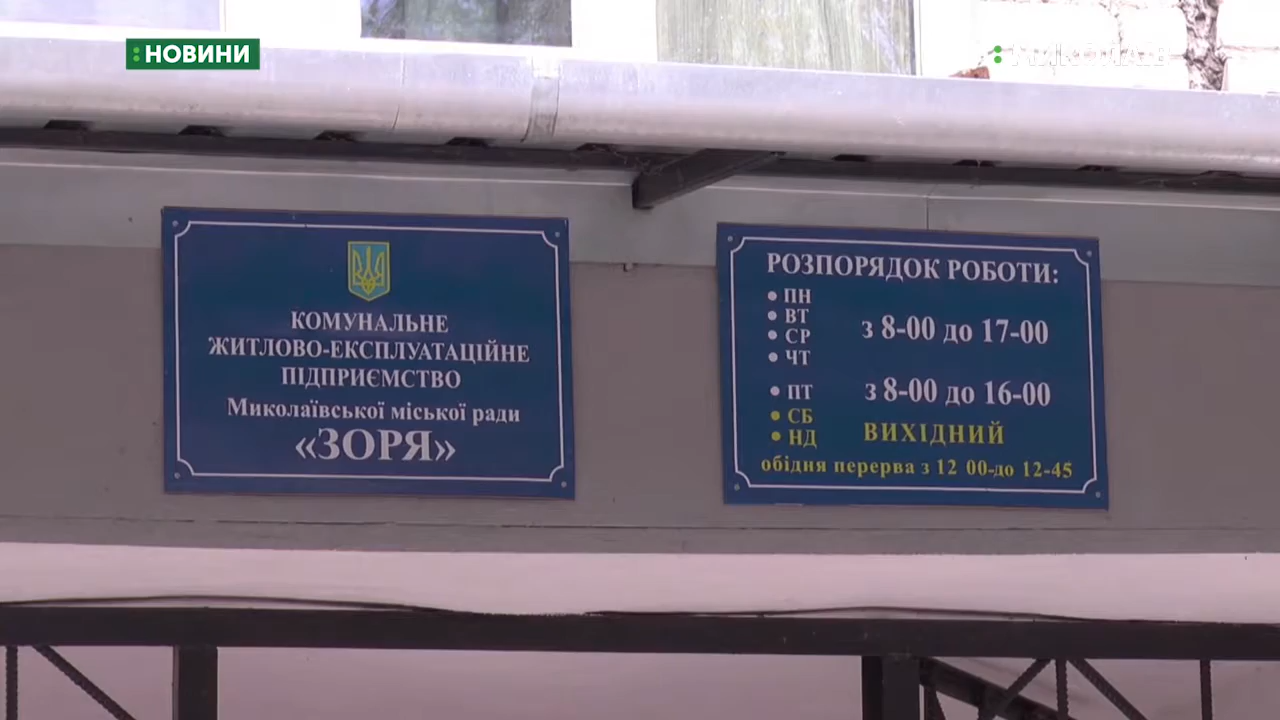 НОВИНИ
МИКОЛАЇВ
КОМУНАЛЬНЕ
ЖИТЛОВО-ЕКСПЛУАТАЦІЙНЕ
ПІДПРИЄМСТВО
Миколаївської міської ради
«ЗОРЯ»
РОЗПОРЯДОК РОБОТИ:
• ПН
• ВТ
• СР
• ЧТ
з 8-00 до 17-00
• ПТ з 8-00 до 16-00
• СБ
• НД
ВИХІДНИЙ
обідня перерва з 12 00-до 12-45